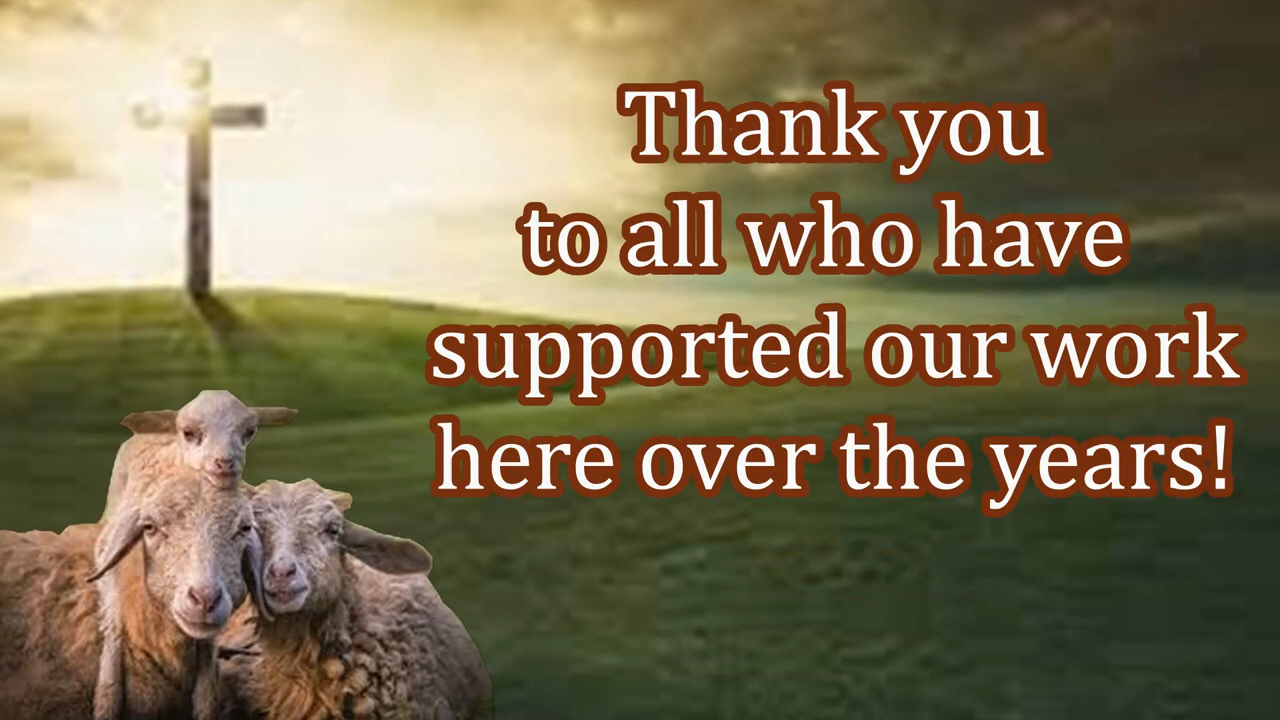 Thank you
to all who have
supported our work
here over the years!